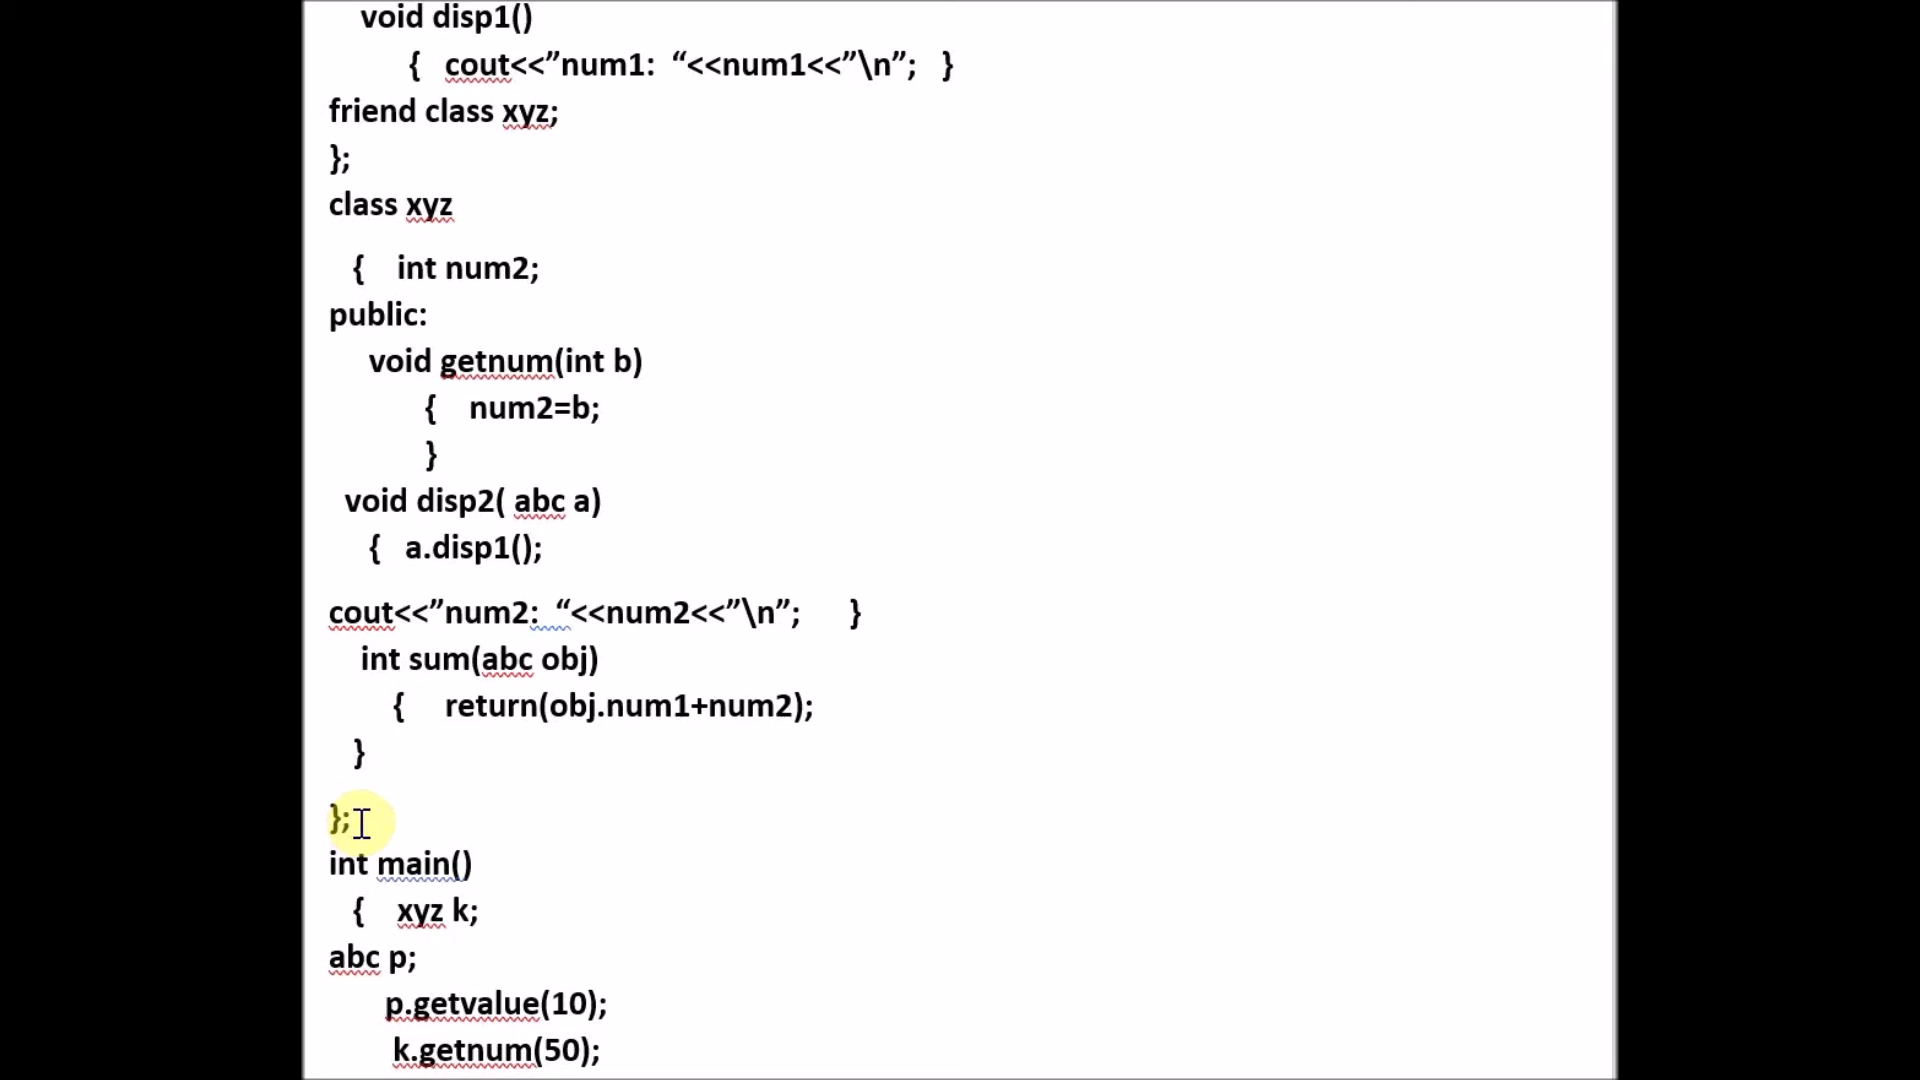 void disp1()
{ cout<<”num1: “<<num1<<”\n”; }
friend class xyz;
};
class xyz
{ int num2;
public:
void getnum(int b)
{ num2=b;
}
void disp2( abc a)
{ a.disp1();
cout<<”num2: “<<num2<<”\n”; }
int sum(abc obj)
{ return(obj.num1+num2);
}
};
int main()
{ xyz k;
abc p;
p.getvalue(10);
k.getnum(50);